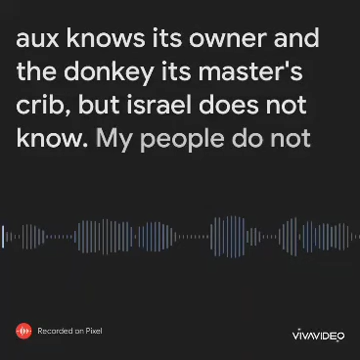 aux knows its owner and
the donkey its master's
crib, but israel does not
know. My people do not
Recorded on Pixel
VIVAVIDEO